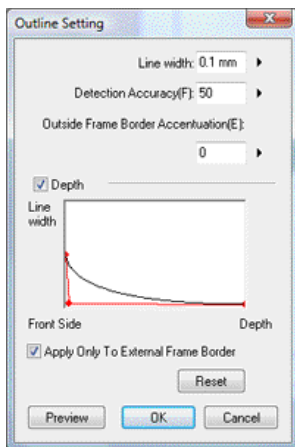 Outline Setting
Line width: 0.1 mm
Detection Accuracy(F): 50
Outside Frame Border Accentuation(E):
0
Depth
Line
width
Front Side Depth
Apply Only To External Frame Border
Reset
Preview OK Cancel